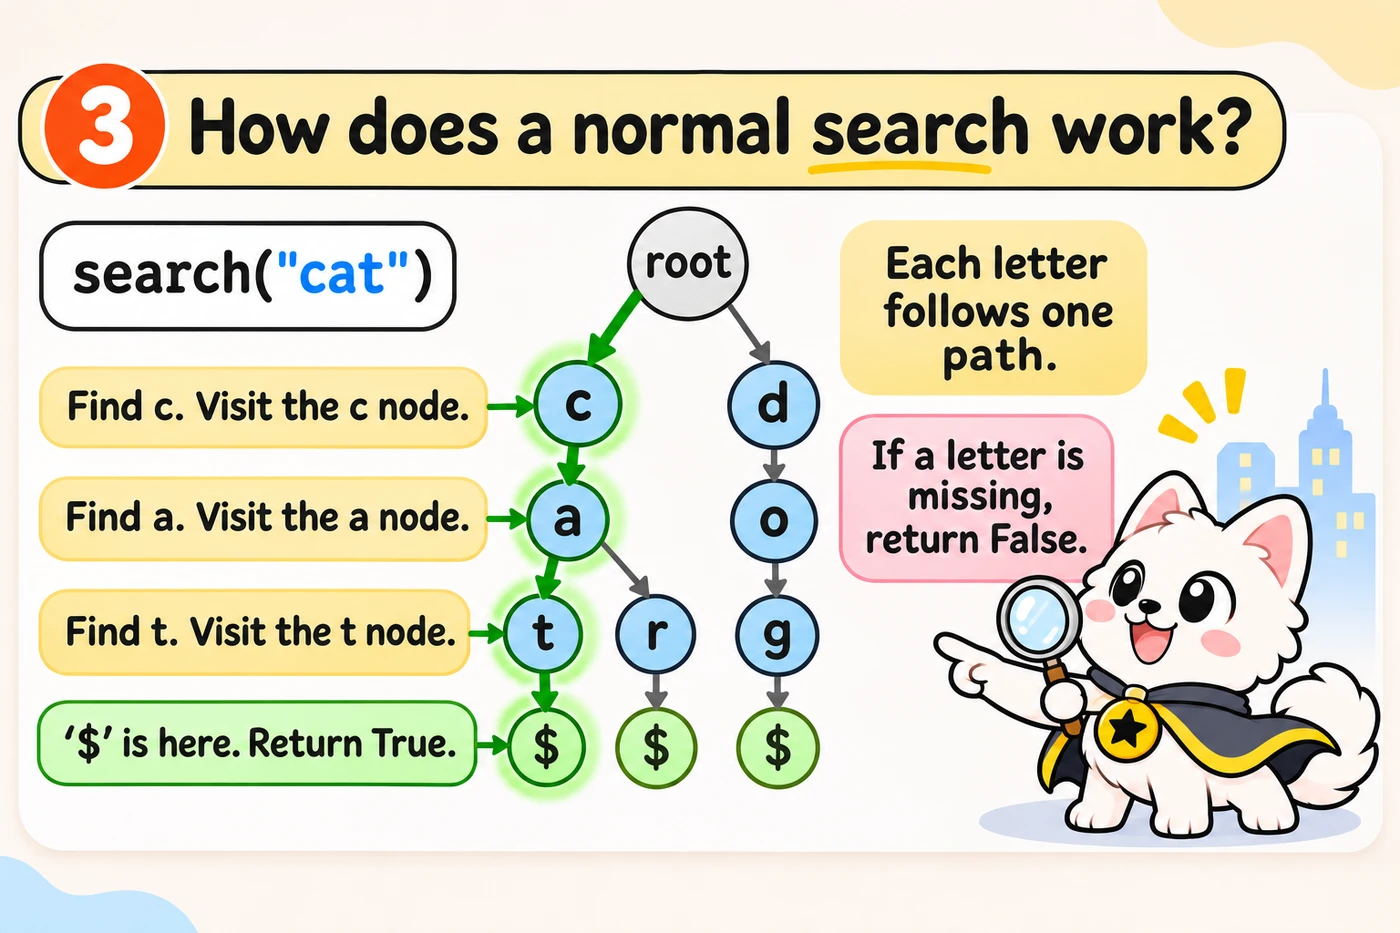 3
How does a normal search work?
search("cat")
Find c. Visit the c node.
Find a. Visit the a node.
Find t. Visit the t node.
‘$’ is here. Return True.
root
c
d
a
o
t
r
g
$
$
$
Each letter
follows one
path.
If a letter is
missing,
return False.